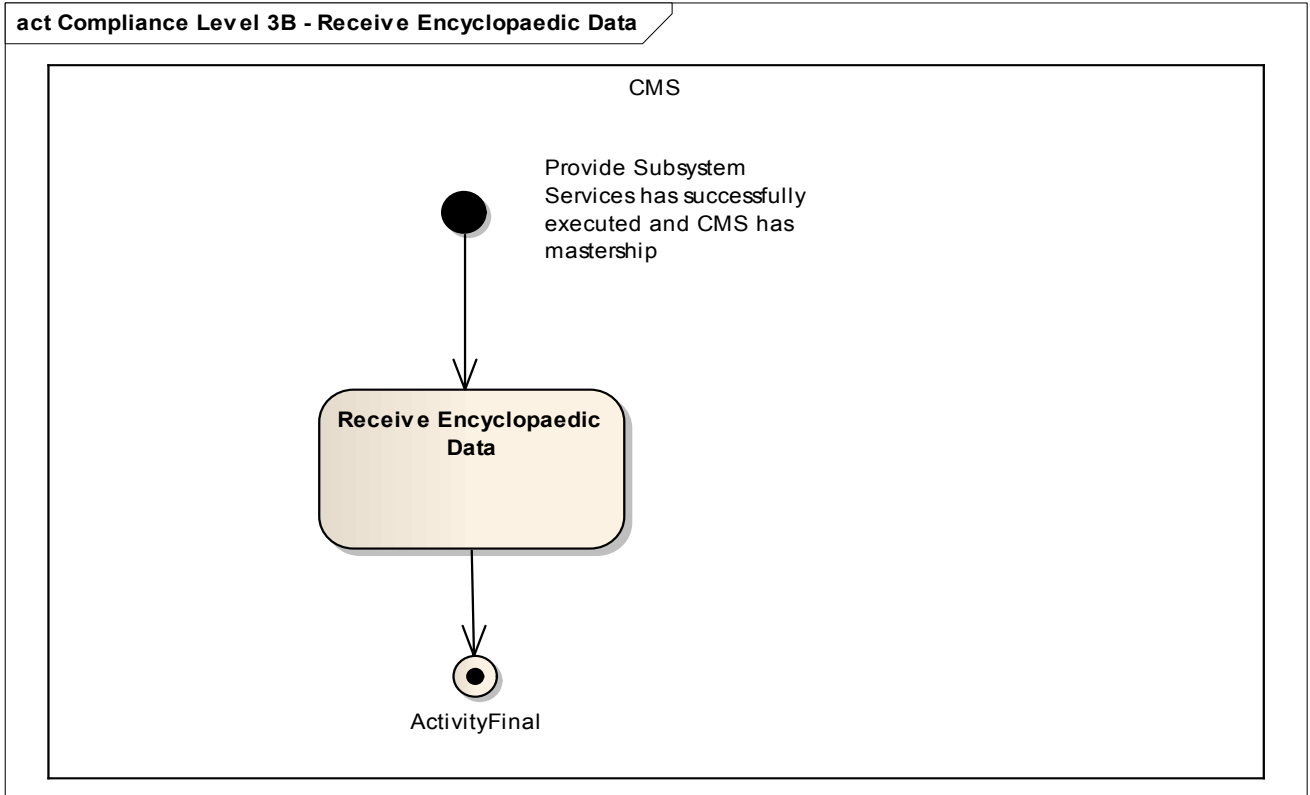 act Compliance Level 3B - Receive Encyclopaedic Data
CMS
Provide Subsystem
Services has successfully
executed and CMS has
mastership
Receive Encyclopaedic
Data
ActivityFinal